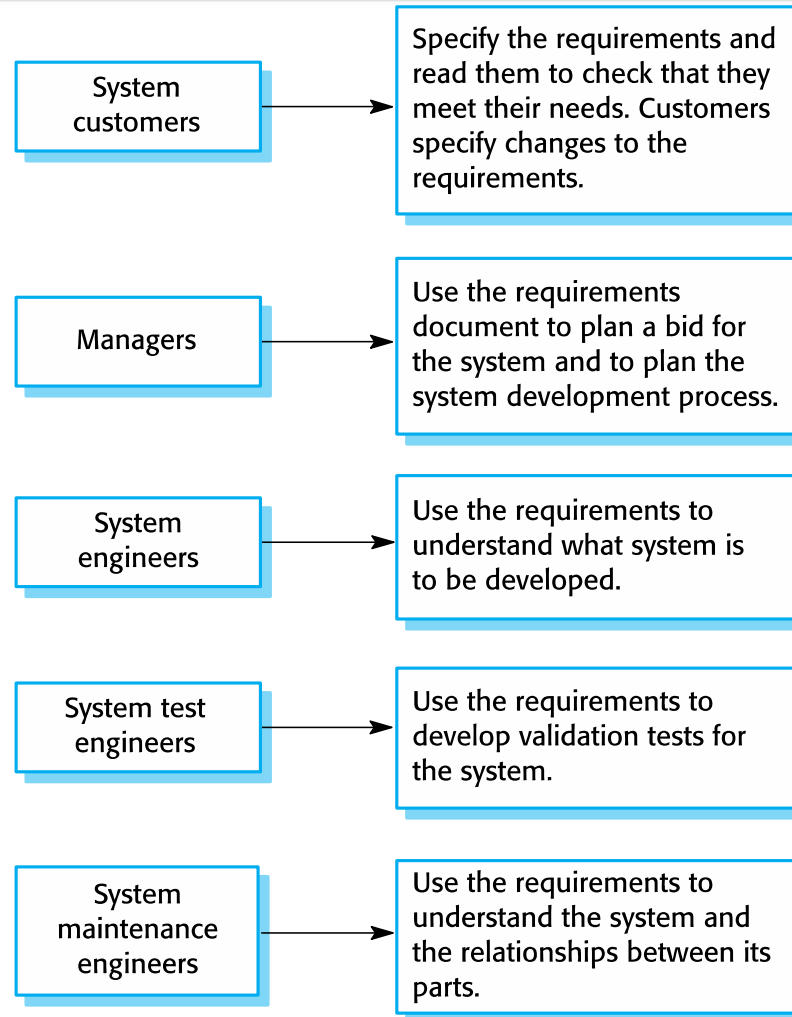 System
customers
Specify the requirements and
read them to check that they
meet their needs. Customers
specify changes to the
requirements.
Managers
Use the requirements
document to plan a bid for
the system and to plan the
system development process.
System
engineers
Use the requirements to
understand what system is
to be developed.
System test
engineers
Use the requirements to
develop validation tests for
the system.
System
maintenance
engineers
Use the requirements to
understand the system and
the relationships between its
parts.